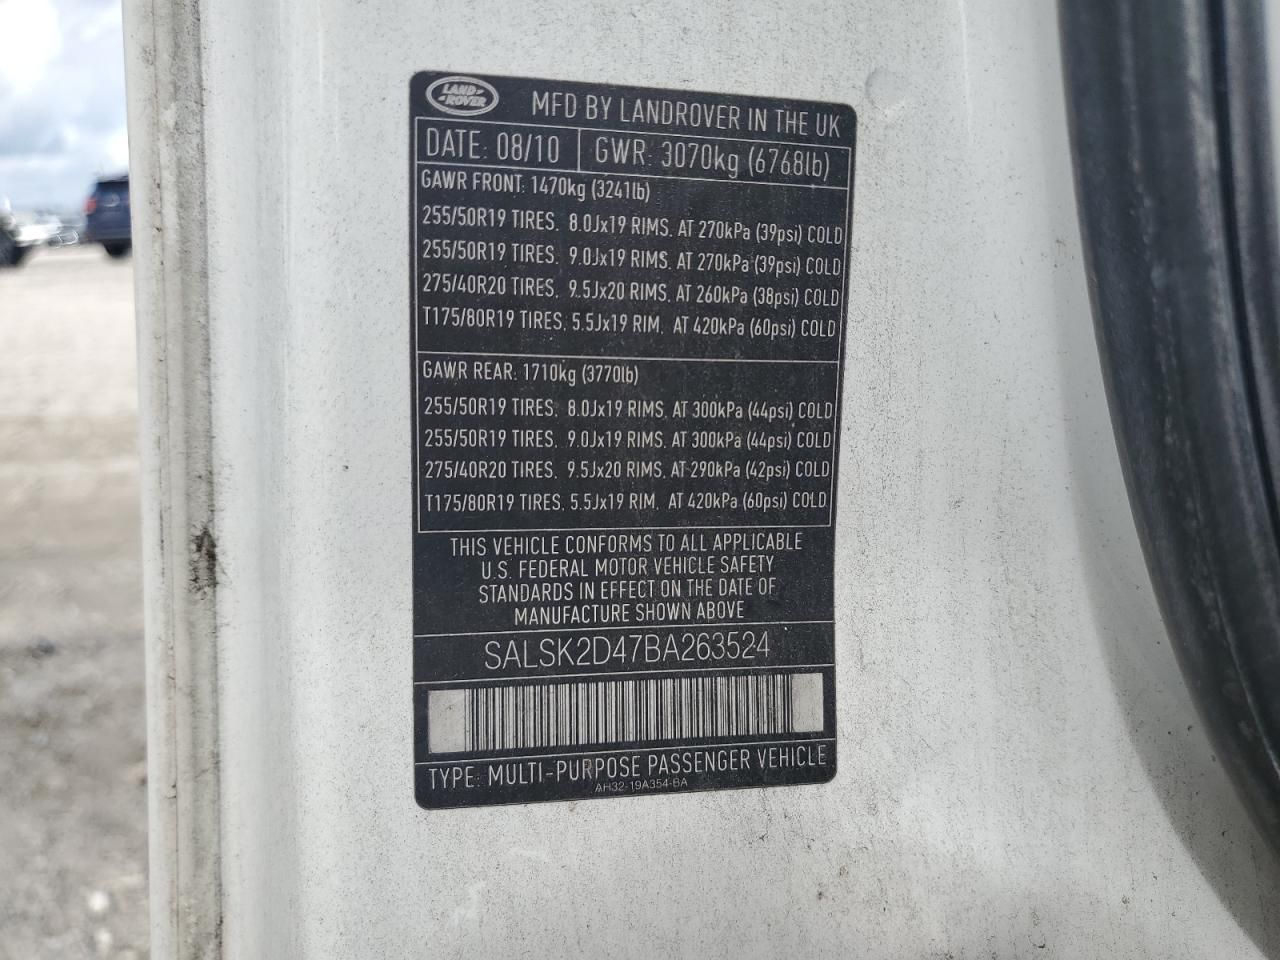 LAND ROVER
MFD BY LANDROVER IN THE UK
DATE: 08/10 GWR: 3070kg (6768lb)
GAWR FRONT: 1470kg (3241lb)
255/50R19 TIRES, 8.0Jx19 RIMS, AT 270kPa (39psi) COLD
255/50R19 TIRES, 9.0Jx19 RIMS, AT 270kPa (39psi) COLD
275/40R20 TIRES, 9.5Jx20 RIMS, AT 260kPa (38psi) COLD
T175/80R19 TIRES, 5.5Jx19 RIM, AT 420kPa (60psi) COLD
GAWR REAR: 1710kg (3770lb)
255/50R19 TIRES, 8.0Jx19 RIMS, AT 300kPa (44psi) COLD
255/50R19 TIRES, 9.0Jx19 RIMS, AT 300kPa (44psi) COLD
275/40R20 TIRES, 9.5Jx20 RIMS, AT 290kPa (42psi) COLD
T175/80R19 TIRES, 5.5Jx19 RIM, AT 420kPa (60psi) COLD
THIS VEHICLE CONFORMS TO ALL APPLICABLE
U.S. FEDERAL MOTOR VEHICLE SAFETY
STANDARDS IN EFFECT ON THE DATE OF
MANUFACTURE SHOWN ABOVE
SALSK2D47BA263524
TYPE: MULTI-PURPOSE PASSENGER VEHICLE
AH32-19A354-BA